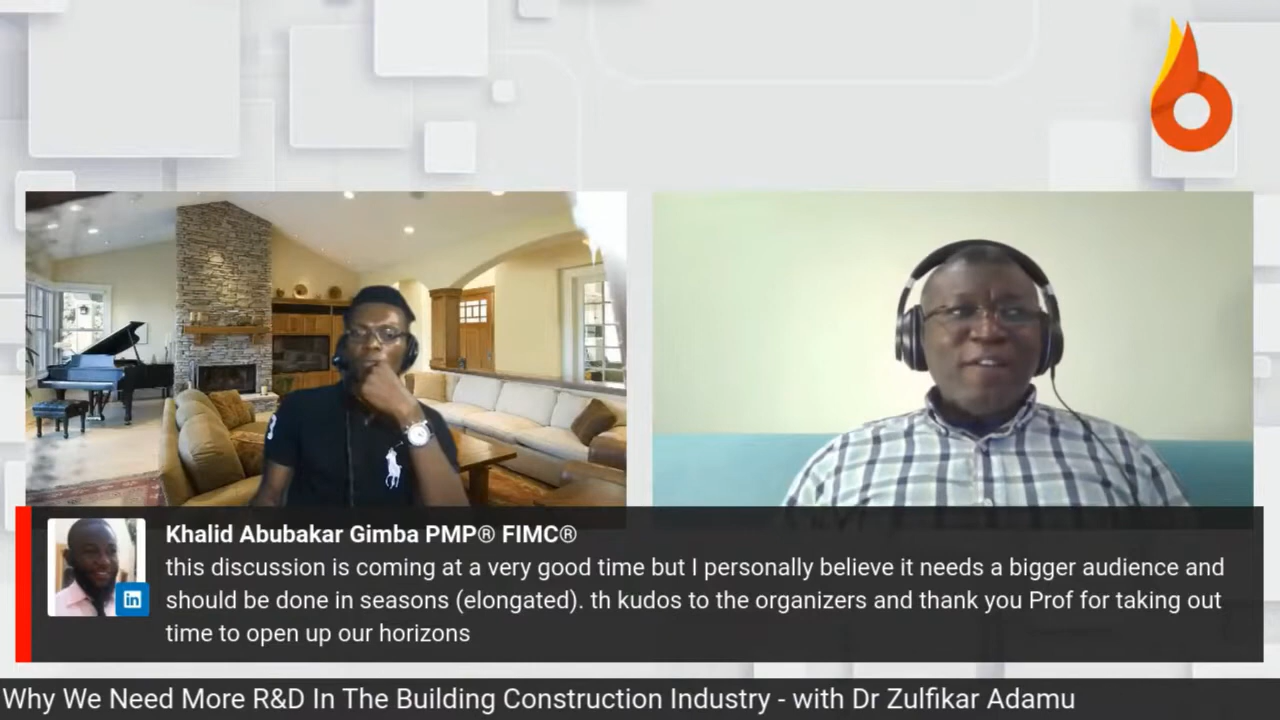 Khalid Abubakar Gimba PMP® FIMC®
this discussion is coming at a very good time but I personally believe it needs a bigger audience and
should be done in seasons (elongated). th kudos to the organizers and thank you Prof for taking out
time to open up our horizons
in
Why We Need More R&D In The Building Construction Industry - with Dr Zulfikar Adamu